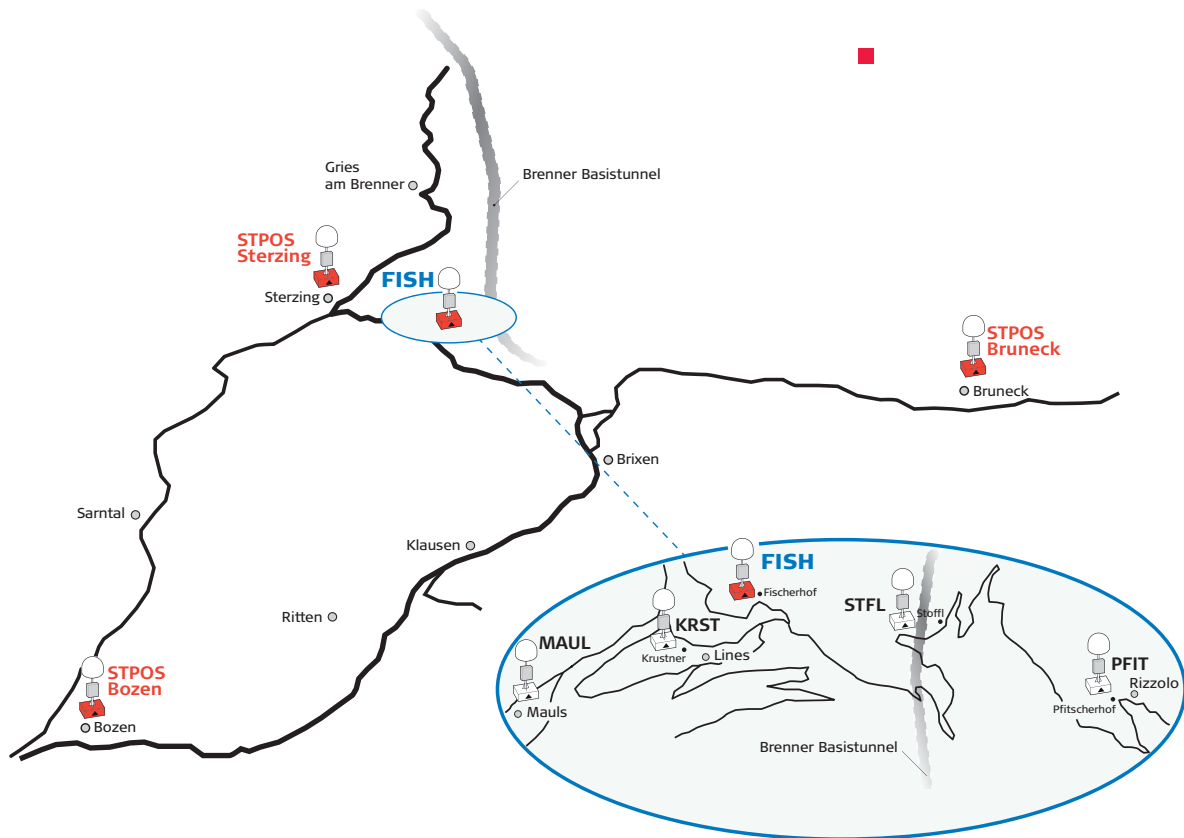 Gries
am Brenner
Brenner Basistunnel
STPOS
Sterzing
FISH
Sterzing
STPOS
Bruneck
Bruneck
Brixen
Sarntal
Klausen
Ritten
STPOS
Bozen
Bozen
FISH
Fischerhof
STFL
Stoffl
KRST
MAUL
Krustner
Lines
PFIT
Rizzolo
Mauls
Pfitscherhof
Brenner Basistunnel